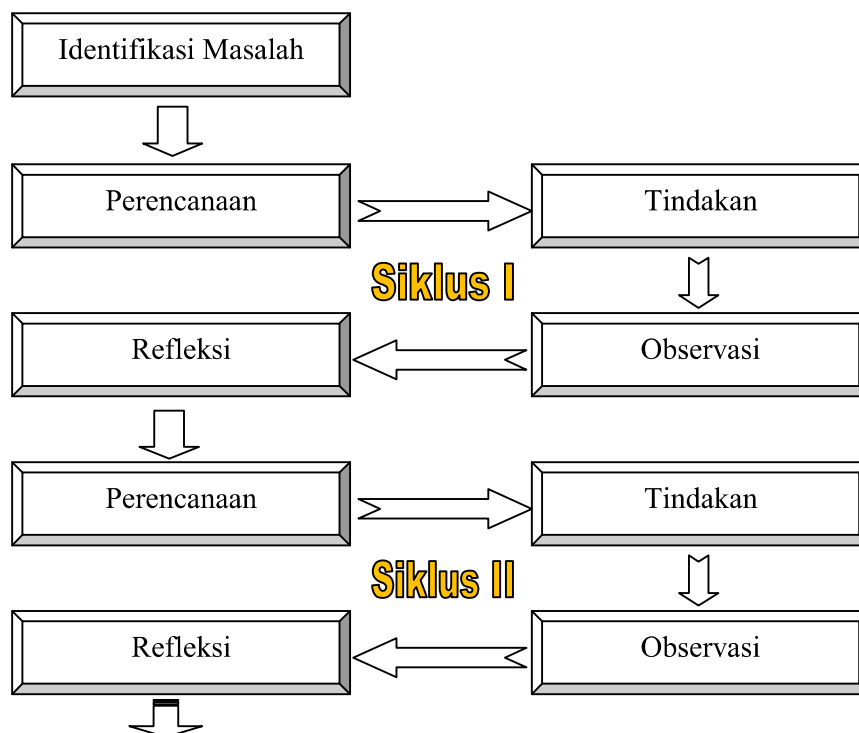 Identifikasi Masalah
Perencanaan
Tindakan
Siklus I
Refleksi
Observasi
Perencanaan
Tindakan
Siklus II
Refleksi
Observasi